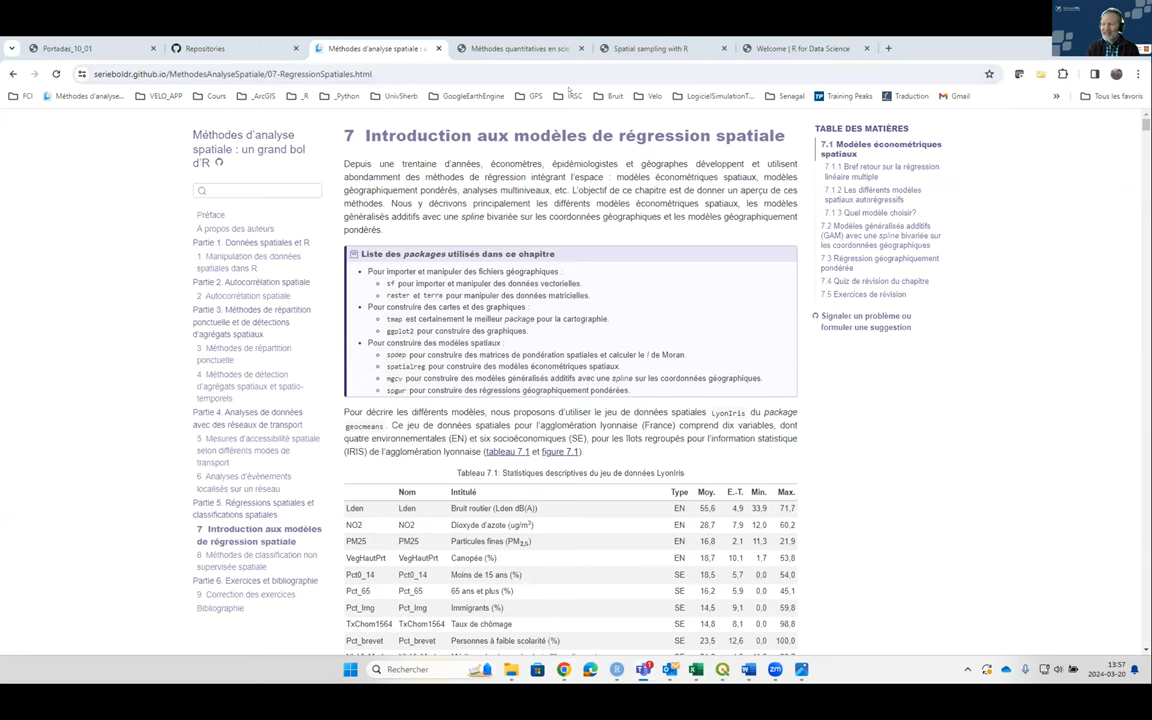 Portadas_10_01
Repositories
Méthodes d'analyse spatiale : u
Méthodes quantitatives en scie
Spatial sampling with R
Welcome | R for Data Science
serieboldr.github.io/MethodesAnalyseSpatiale/07-RegressionSpatiales.html
FCI
Méthodes d'analyse...
VELO_APP
Cours
_ArcGIS
_R
_Python
UnivSherb
GoogleEarthEngine
GPS
IRSC
Bruit
Velo
LogicielSimulationT...
Senagal
Training Peaks
Traduction
Gmail
Tous les favoris
Méthodes d'analyse
spatiale : un grand bol
d'R
Préface
À propos des auteurs
Partie 1. Données spatiales et R
1 Manipulation des données
spatiales dans R
Partie 2. Autocorrélation spatiale
2 Autocorrélation spatiale
Partie 3. Méthodes de répartition
ponctuelle et de détections
d'agrégats spatiaux
3 Méthodes de répartition
ponctuelle
4 Méthodes de détection
d'agrégats spatiaux et spatio-
temporels
Partie 4. Analyses de données
avec des réseaux de transport
5 Mesures d'accessibilité spatiale
selon différents modes de
transport
6 Analyses d'évènements
localisés sur un réseau
Partie 5. Régressions spatiales et
classifications spatiales
7 Introduction aux modèles
de régression spatiale
8 Méthodes de classification non
supervisée spatiale
Partie 6. Exercices et bibliographie
9 Correction des exercices
Bibliographie
7 Introduction aux modèles de régression spatiale
Depuis une trentaine d'années, économètres, épidémiologistes et géographes développent et utilisent
abondamment des méthodes de régression intégrant l'espace : modèles économétriques spatiaux, modèles
géographiquement pondérés, analyses multiniveaux, etc. L'objectif de ce chapitre est de donner un aperçu de ces
méthodes. Nous y décrivons principalement les différents modèles économétriques spatiaux, les modèles
généralisés additifs avec une spline bivariée sur les coordonnées géographiques et les modèles géographiquement
pondérés.
Liste des packages utilisés dans ce chapitre
• Pour importer et manipuler des fichiers géographiques :
sf pour importer et manipuler des données vectorielles.
raster et terra pour manipuler des données matricielles.
• Pour construire des cartes et des graphiques :
tmap est certainement le meilleur package pour la cartographie.
ggplot2 pour construire des graphiques.
• Pour construire des modèles spatiaux :
spdep pour construire des matrices de pondération spatiales et calculer le I de Moran.
spatialreg pour construire des modèles économétriques spatiaux.
mgcv pour construire des modèles généralisés additifs avec une spline sur les coordonnées géographiques.
spgwr pour construire des régressions géographiquement pondérées.
Pour décrire les différents modèles, nous proposons d'utiliser le jeu de données spatiales LyonIris du package
geocmeans. Ce jeu de données spatiales pour l'agglomération lyonnaise (France) comprend dix variables, dont
quatre environnementales (EN) et six socioéconomiques (SE), pour les îlots regroupés pour l'information statistique
(IRIS) de l'agglomération lyonnaise (tableau 7.1 et figure 7.1).
Tableau 7.1: Statistiques descriptives du jeu de données LyonIris
Nom Intitulé Type Moy. E.-T. Min. Max.
Lden Lden Bruit routier (Lden dB(A)) EN 55,6 4,9 33,9 71,7
NO2 NO2 Dioxyde d'azote (ug/m3) EN 28,7 7,9 12,0 60,2
PM25 PM25 Particules fines (PM2,5) EN 16,8 2,1 11,3 21,9
VegHautPrt VegHautPrt Canopée (%) EN 18,7 10,1 1,7 53,8
Pct0_14 Pct0_14 Moins de 15 ans (%) SE 18,5 5,7 0,0 54,0
Pct_65 Pct_65 65 ans et plus (%) SE 16,2 5,9 0,0 45,1
Pct_Img Pct_Img Immigrants (%) SE 14,5 9,1 0,0 59,8
TxChom1564 TxChom1564 Taux de chômage SE 14,8 8,1 0,0 98,8
Pct_brevet Pct_brevet Personnes à faible scolarité (%) SE 23,5 12,6 0,0 100,0
TABLE DES MATIÈRES
7.1 Modèles économétriques
spatiaux
7.1.1 Bref retour sur la régression
linéaire multiple
7.1.2 Les différents modèles
spatiaux autorégressifs
7.1.3 Quel modèle choisir?
7.2 Modèles généralisés additifs
(GAM) avec une spline bivariée sur
les coordonnées géographiques
7.3 Régression géographiquement
pondérée
7.4 Quiz de révision du chapitre
7.5 Exercices de révision
Signaler un problème ou
formuler une suggestion
Rechercher
13:57
2024-03-20